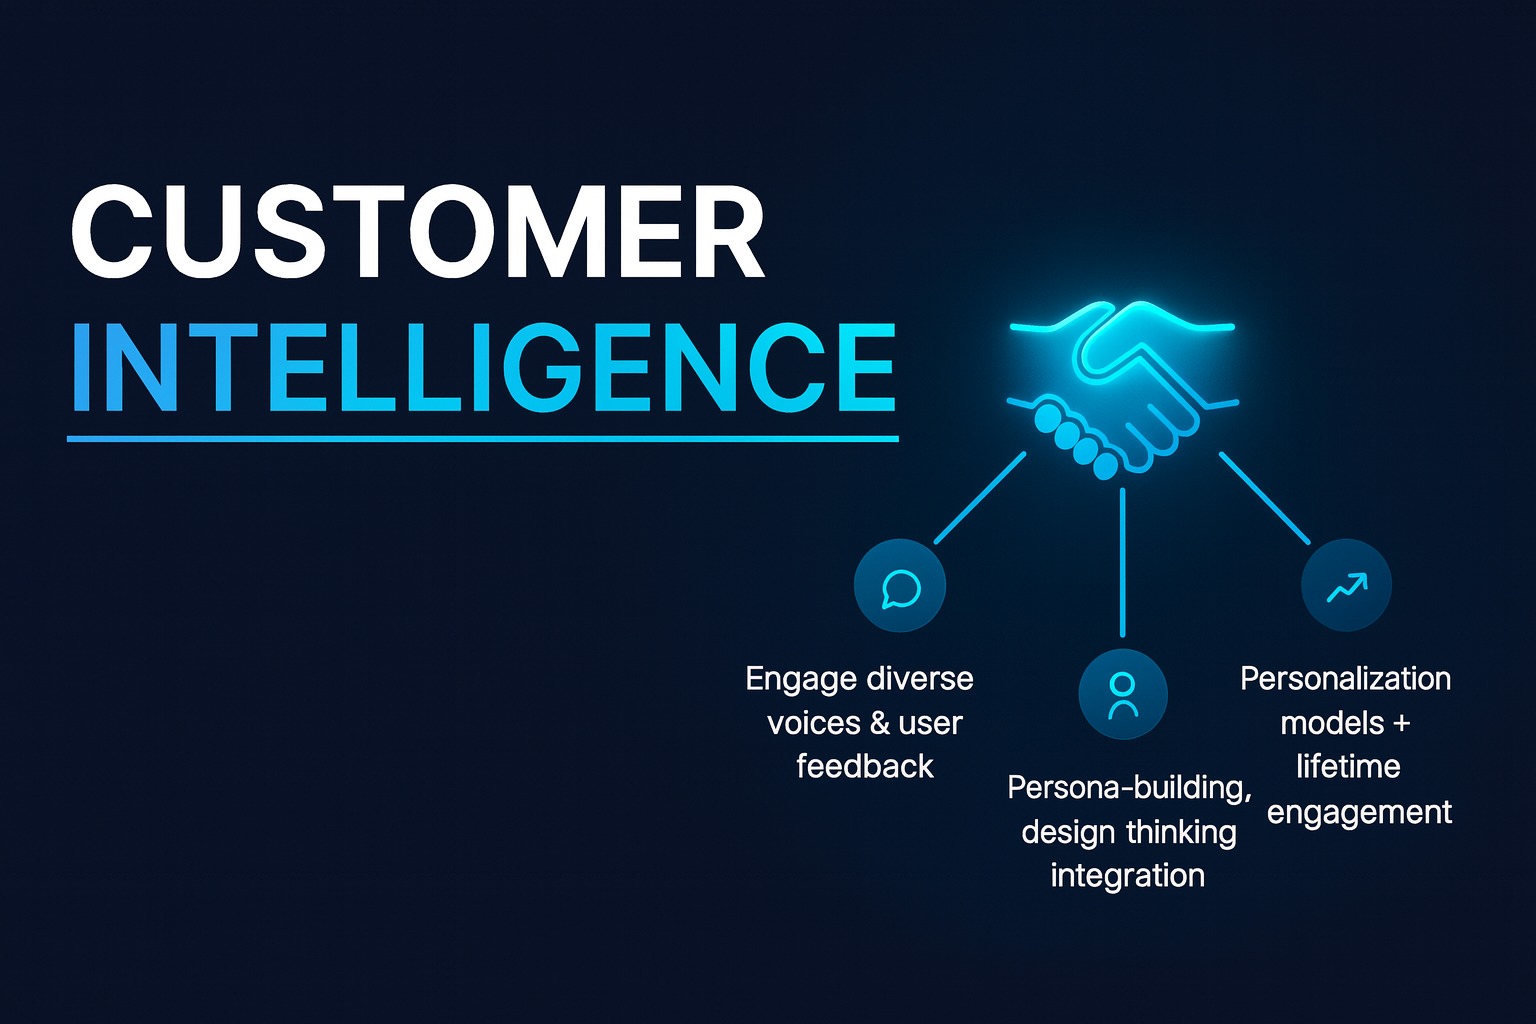 CUSTOMER
INTELLIGENCE
Engage diverse
voices & user
feedback
Persona-building,
design thinking
integration
Personalization
models +
lifetime
engagement